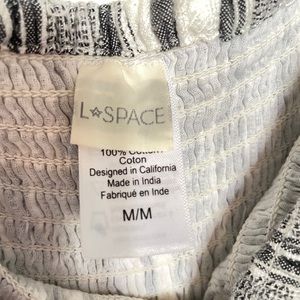 L*SPACE
100% Cotton
Coton
Designed in California
Made in India
Fabriqué en Inde
M/M